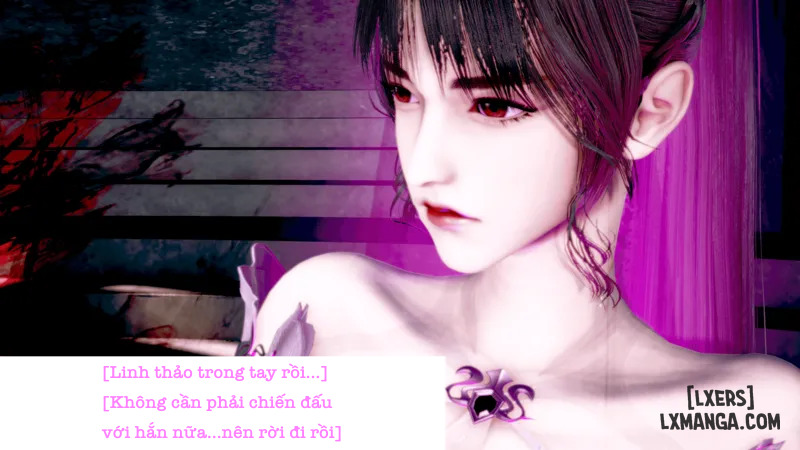 [Linh thảo trong tay rồi...]
[Không cần phải chiến đấu
với hắn nữa...nên rời đi rồi]
[LXERS]
LXMANGA.COM